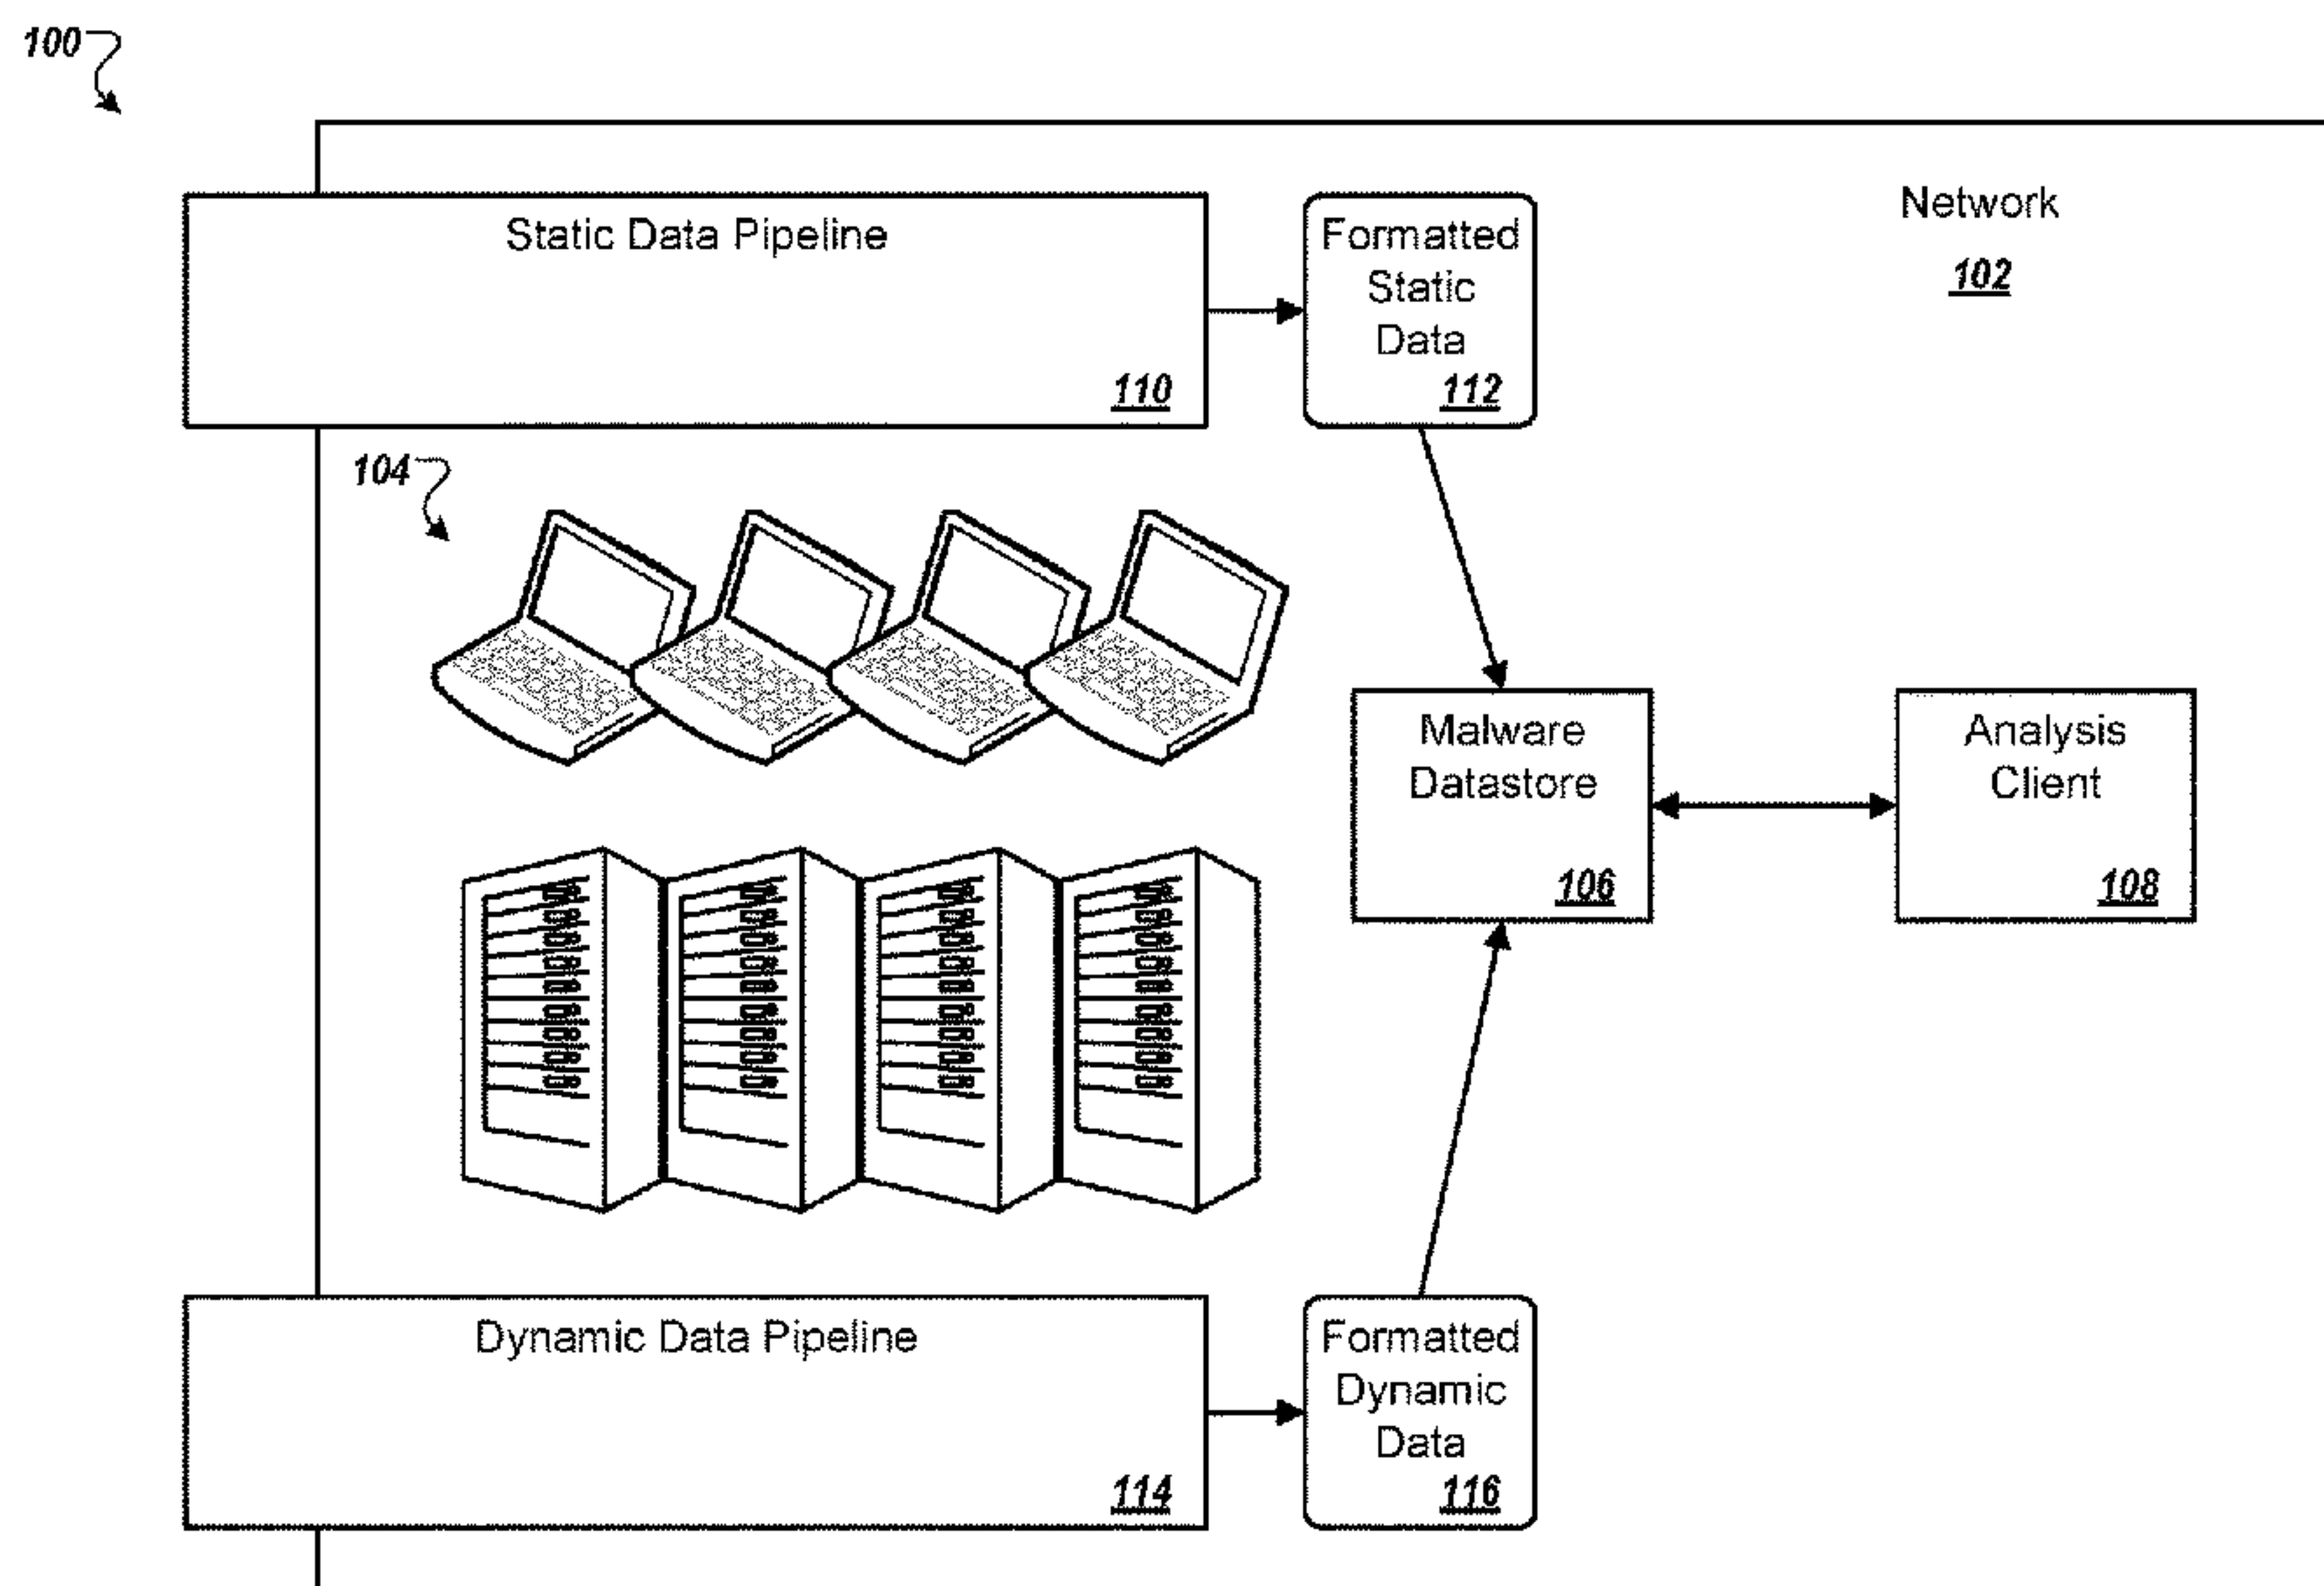 100
Static Data Pipeline
110
Formatted
Static
Data
112
Network
102
104
Malware
Datastore
106
Analysis
Client
108
Dynamic Data Pipeline
114
Formatted
Dynamic
Data
116